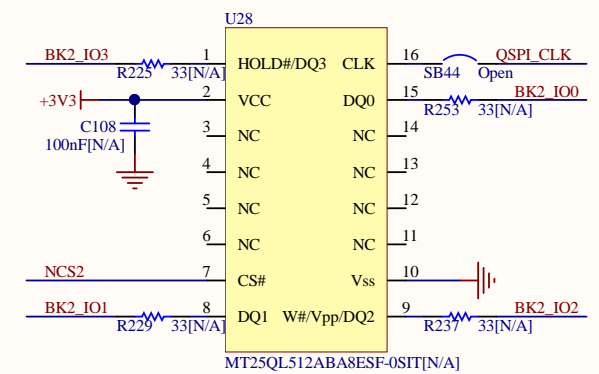 U28
BK2_IO3 1 HOLD#/DQ3 CLK 16 QSPI_CLK
R225 33[N/A] SB44 Open
+3V3 2 VCC DQ0 15 BK2_IO0
R253 33[N/A]
C108 3 NC NC 14
100nF[N/A]
4 NC NC 13
5 NC NC 12
6 NC NC 11
NCS2 7 CS# Vss 10
BK2_IO1 8 DQ1 W#/Vpp/DQ2 9 BK2_IO2
R229 33[N/A] R237 33[N/A]
MT25QL512ABA8ESF-0SIT[N/A]